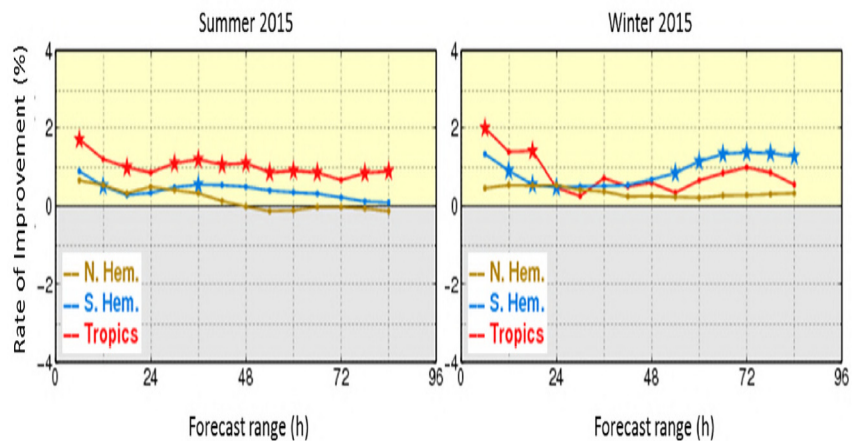 Summer 2015
Winter 2015
Rate of Improvement (%)
4
2
0
−2
−4
N. Hem.
S. Hem.
Tropics
0 24 48 72 96
Forecast range (h)
4
2
0
−2
−4
N. Hem.
S. Hem.
Tropics
0 24 48 72 96
Forecast range (h)